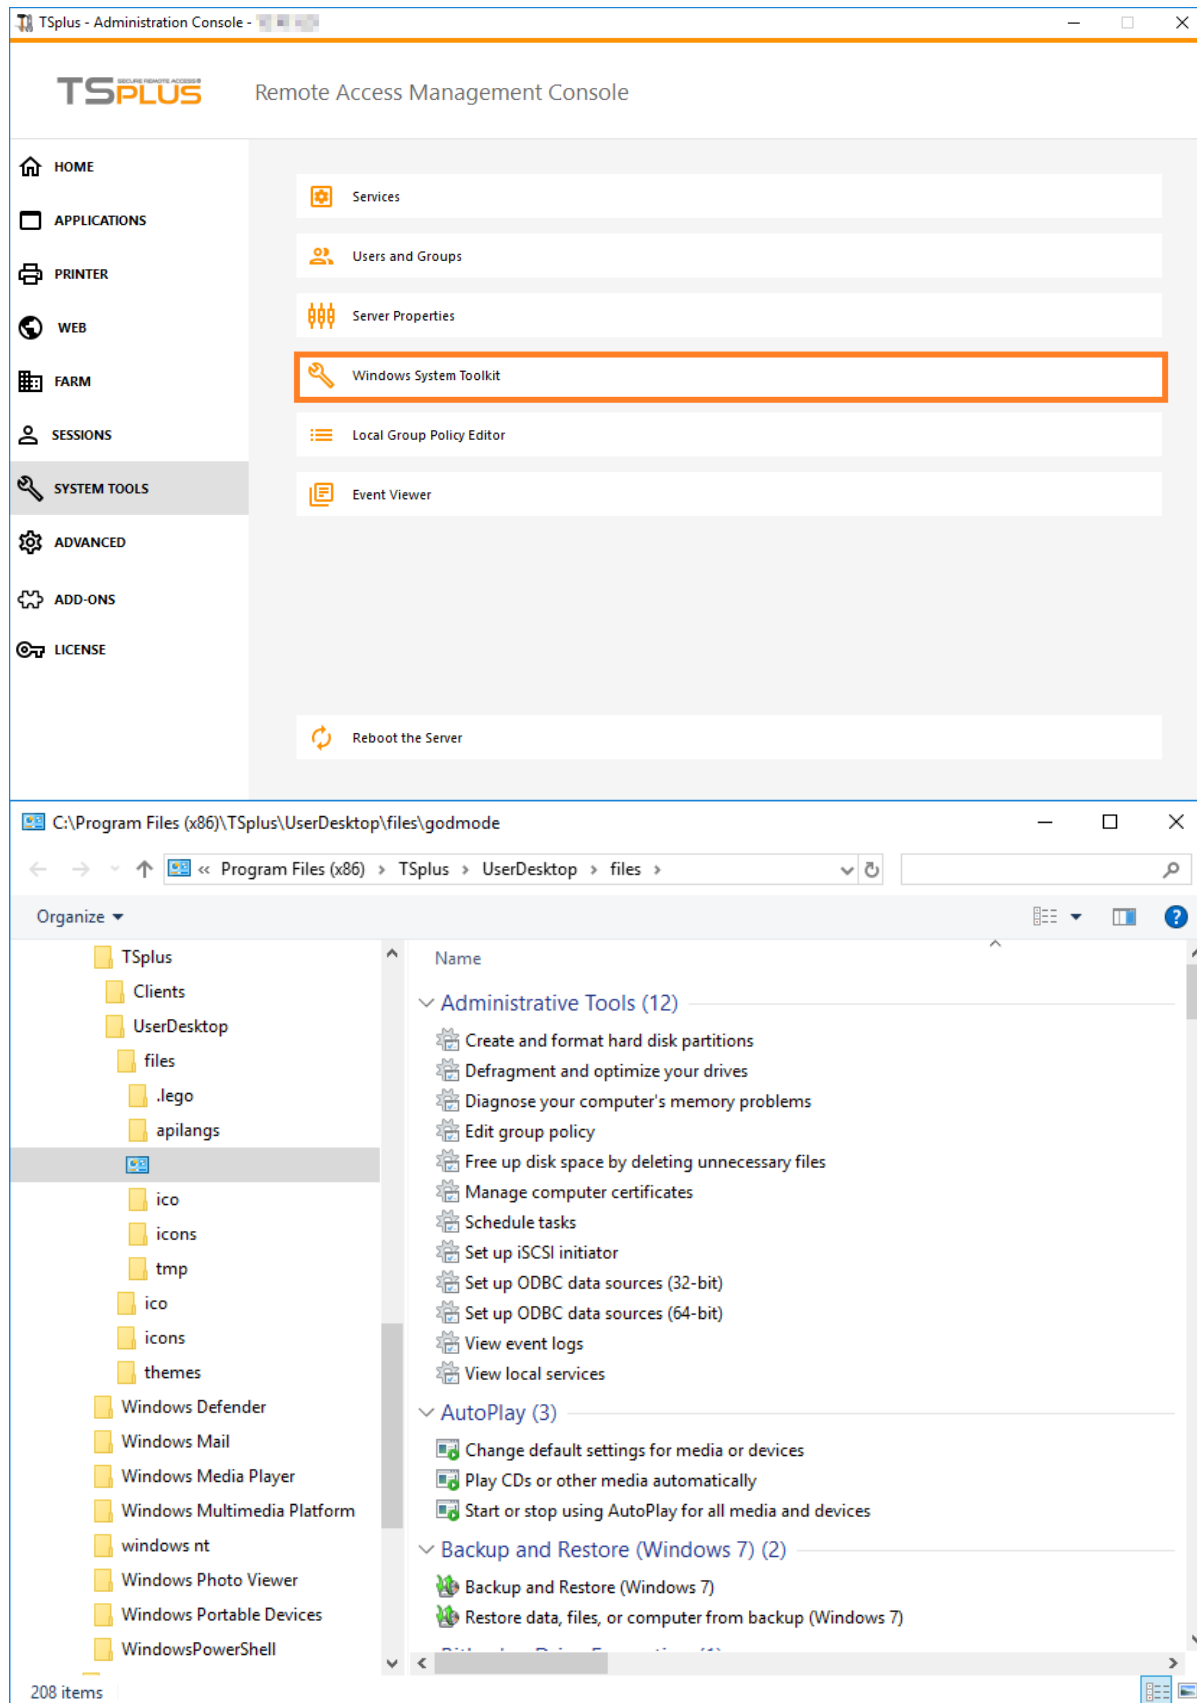 TSplus - Administration Console -
TSPLUS SECURE REMOTE ACCESS®
Remote Access Management Console
HOME
APPLICATIONS
PRINTER
WEB
FARM
SESSIONS
SYSTEM TOOLS
ADVANCED
ADD-ONS
LICENSE
Services
Users and Groups
Server Properties
Windows System Toolkit
Local Group Policy Editor
Event Viewer
Reboot the Server
C:\Program Files (x86)\TSplus\UserDesktop\files\godmode
« Program Files (x86) > TSplus > UserDesktop > files >
Organize
TSplus
Clients
UserDesktop
files
.lego
apilangs
ico
icons
tmp
ico
icons
themes
Windows Defender
Windows Mail
Windows Media Player
Windows Multimedia Platform
windows nt
Windows Photo Viewer
Windows Portable Devices
WindowsPowerShell
Name
Administrative Tools (12)
Create and format hard disk partitions
Defragment and optimize your drives
Diagnose your computer's memory problems
Edit group policy
Free up disk space by deleting unnecessary files
Manage computer certificates
Schedule tasks
Set up iSCSI initiator
Set up ODBC data sources (32-bit)
Set up ODBC data sources (64-bit)
View event logs
View local services
AutoPlay (3)
Change default settings for media or devices
Play CDs or other media automatically
Start or stop using AutoPlay for all media and devices
Backup and Restore (Windows 7) (2)
Backup and Restore (Windows 7)
Restore data, files, or computer from backup (Windows 7)
208 items